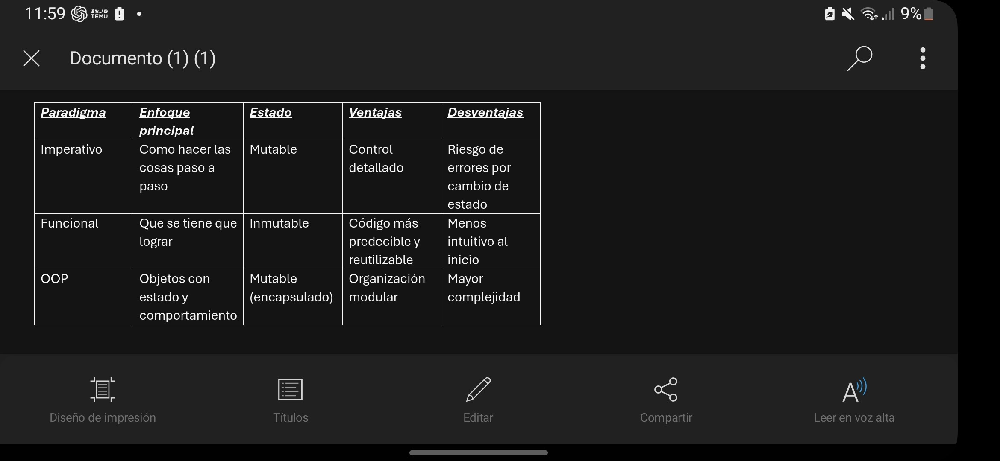 11:59 TEMU 9%
Documento (1) (1)
Paradigma Enfoque principal Estado Ventajas Desventajas
Imperativo Como hacer las cosas paso a paso Mutable Control detallado Riesgo de errores por cambio de estado
Funcional Que se tiene que lograr Inmutable Código más predecible y reutilizable Menos intuitivo al inicio
OOP Objetos con estado y comportamiento Mutable (encapsulado) Organización modular Mayor complejidad
Diseño de impresión Títulos Editar Compartir Leer en voz alta